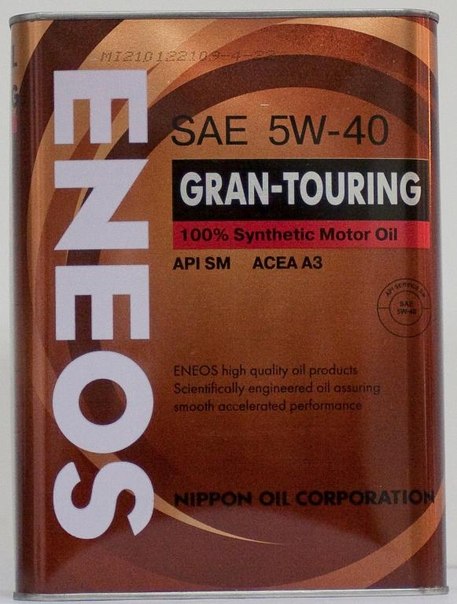 ENEOS
SAE 5W-40
GRAN-TOURING
100% Synthetic Motor Oil
API SM ACEA A3
SAE
5W-40
ENEOS high quality oil products
Scientifically engineered oil assuring
smooth accelerated performance
NIPPON OIL CORPORATION